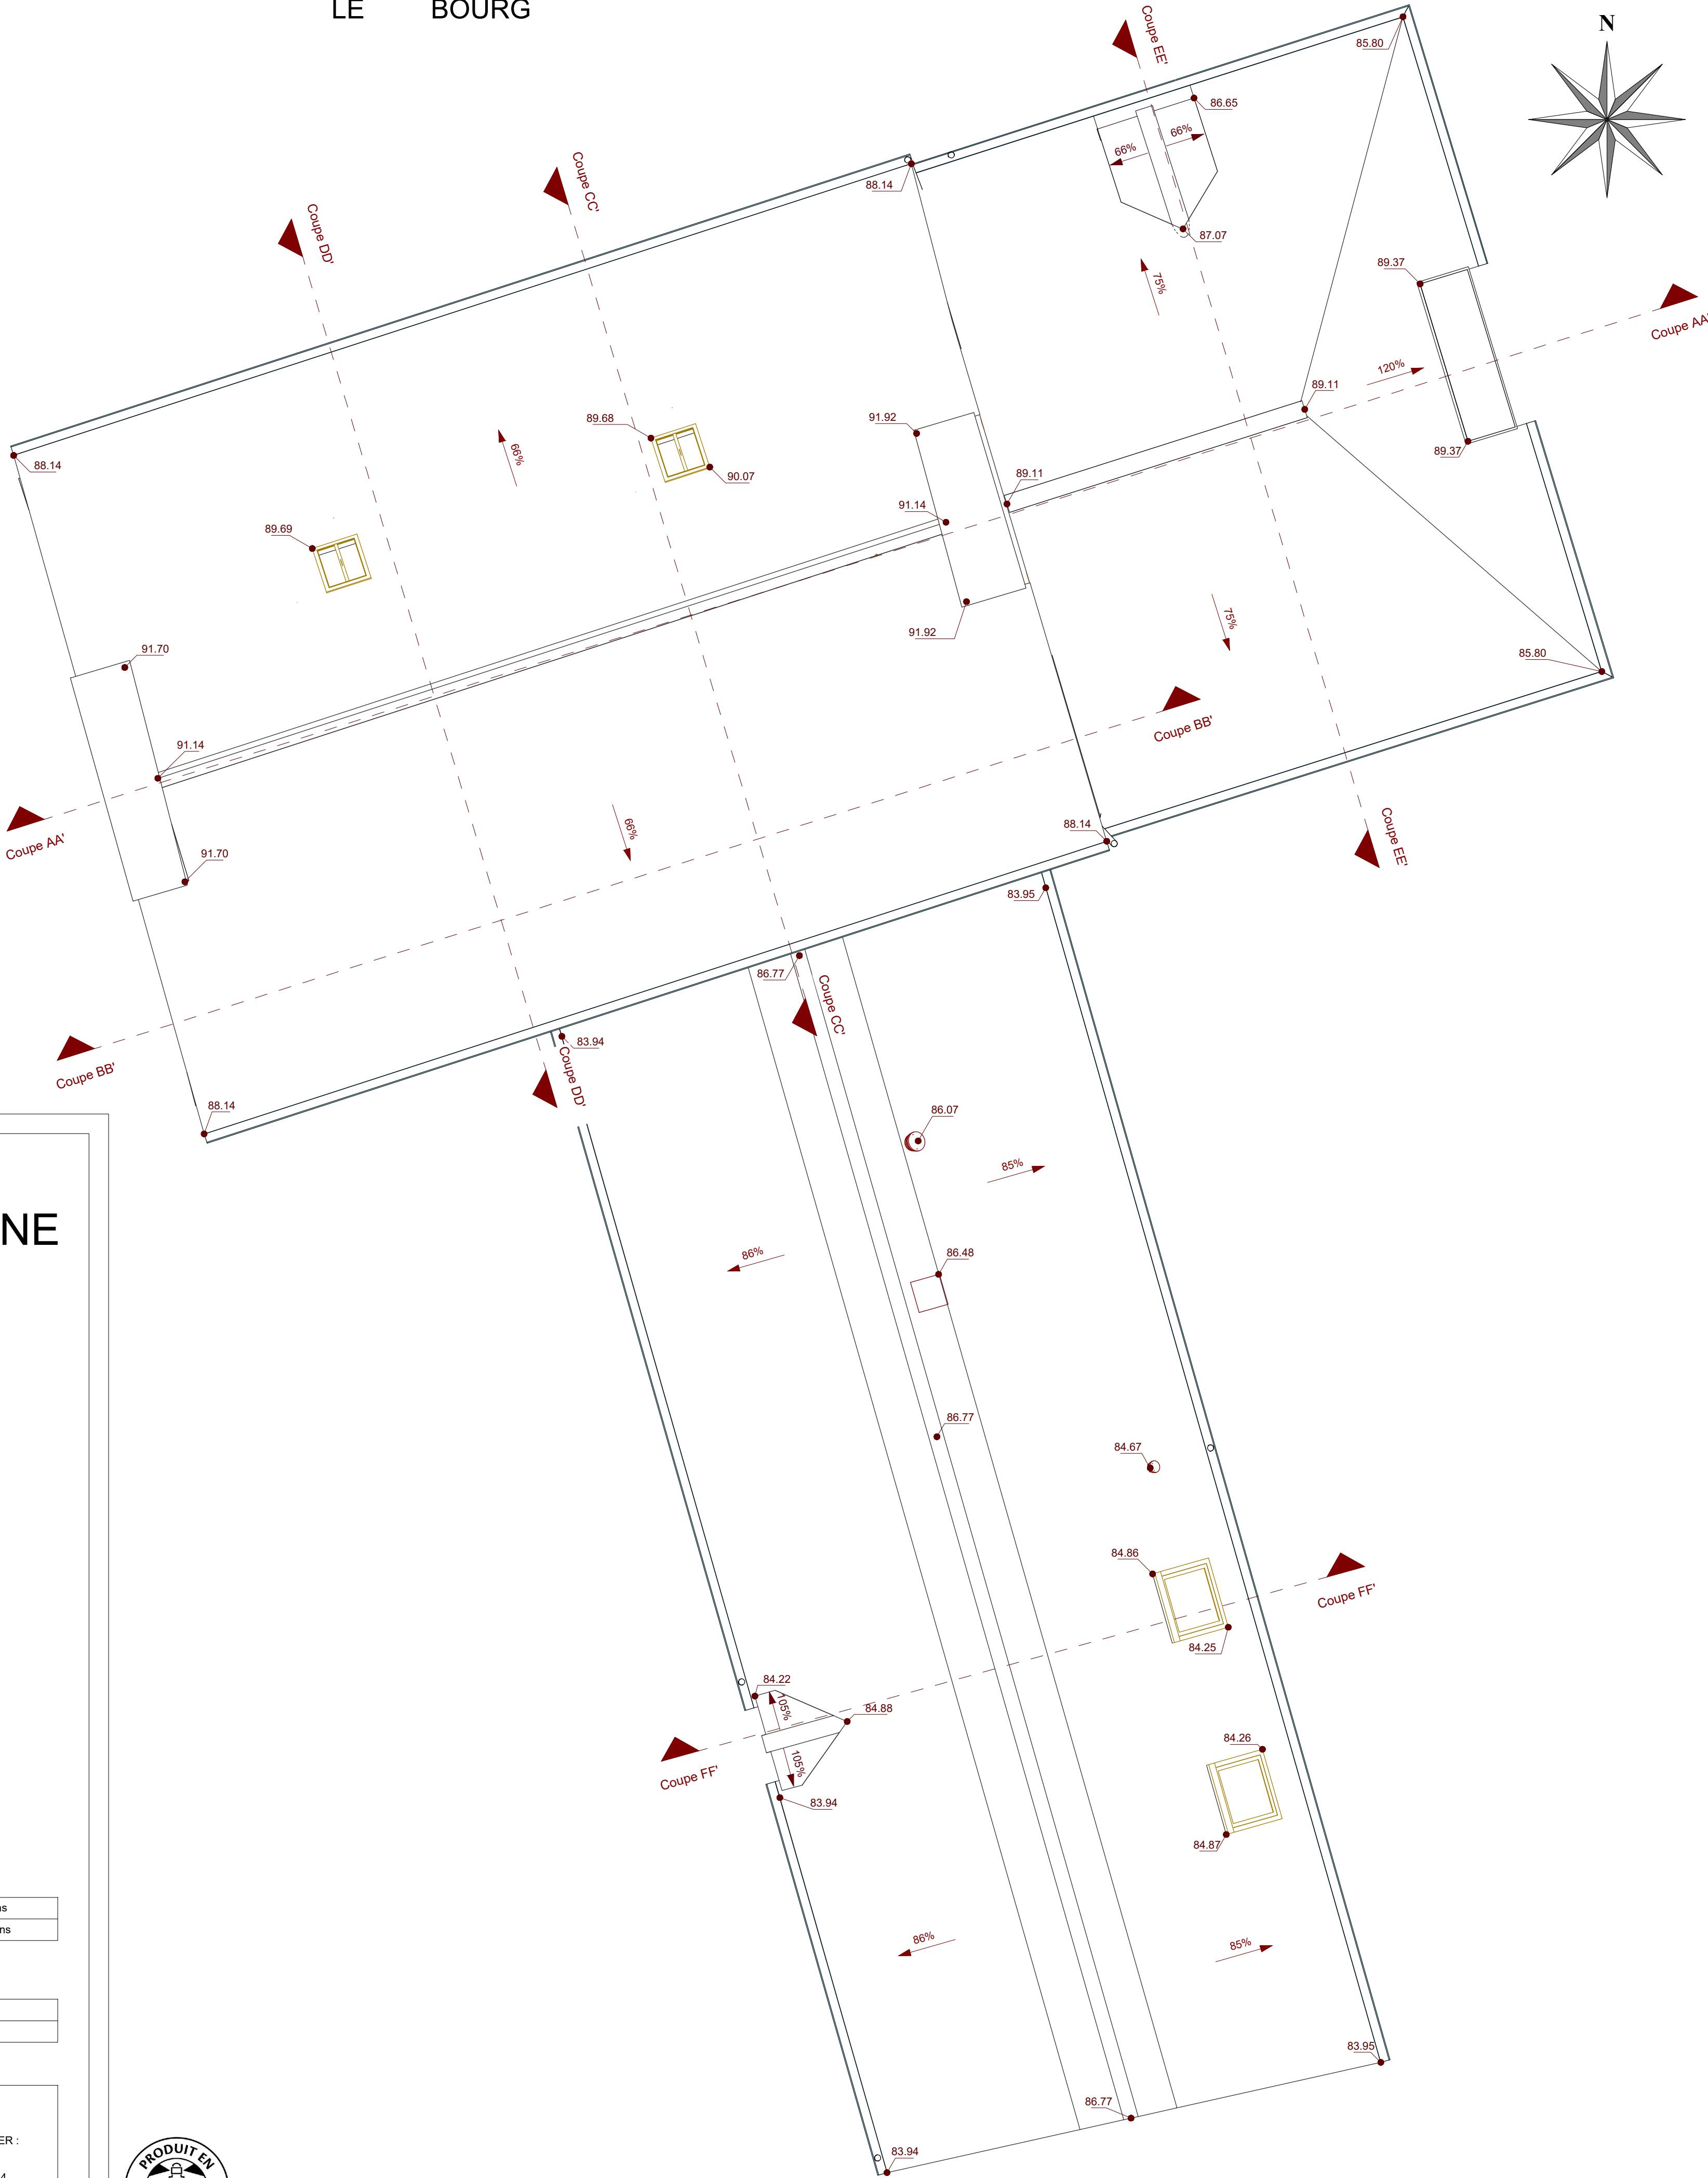 LE BOURG
Coupe EE'
85.80
N
86.65
66%
66%
Coupe CC'
88.14
Coupe DD'
87.07
89.37
75%
Coupe AA'
120%
89.11
89.68
91.92
66%
88.14
90.07
89.11
91.14
89.69
75%
91.92
91.70
85.80
Coupe BB'
91.14
66%
Coupe AA'
89.37
88.14
Coupe EE'
91.70
83.95
86.77
Coupe CC'
83.94
Coupe BB'
Coupe DD'
88.14
86.07
85%
NE
86%
86.48
86.77
84.67
84.86
Coupe FF'
84.25
84.22
105%
84.88
84.26
105%
Coupe FF'
83.94
84.87
ns
86%
85%
83.95
86.77
ER :
PRODUIT EN
83.94